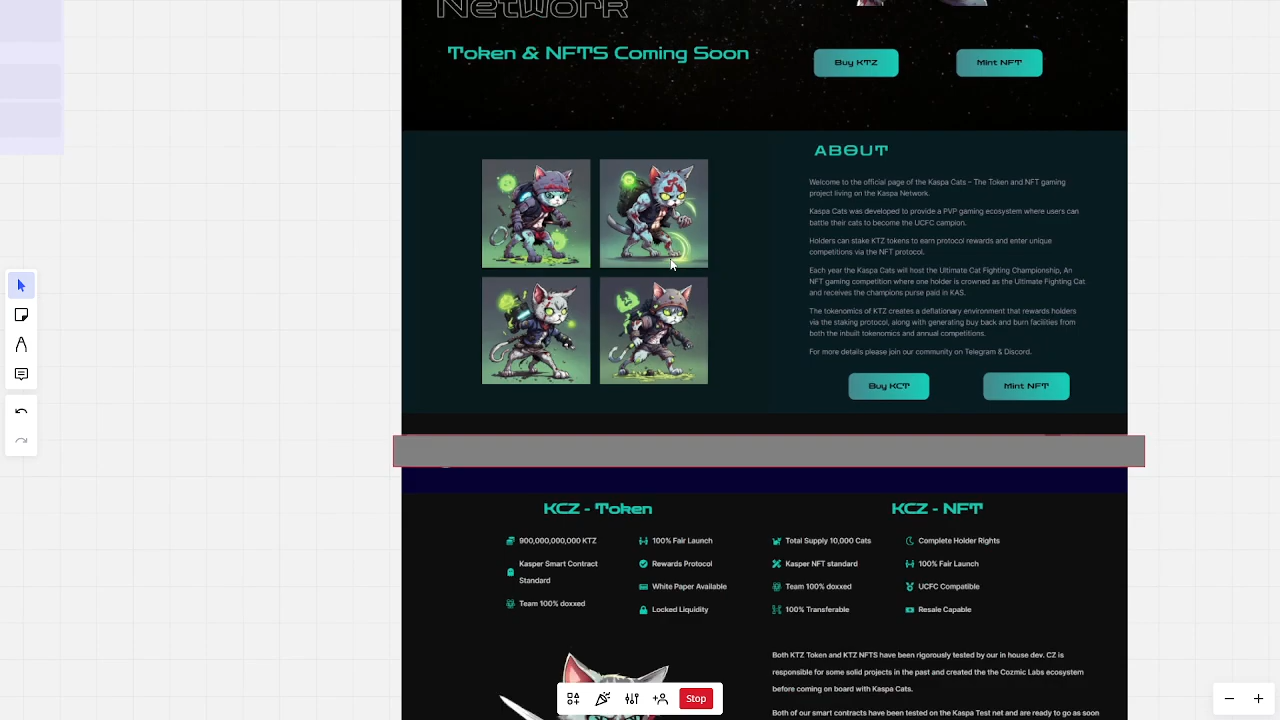 Network
Token & NFTS Coming Soon
Buy KTZ
Mint NFT
ABOUT
Welcome to the official page of the Kaspa Cats – The Token and NFT gaming
project living on the Kaspa Network.
Kaspa Cats was developed to provide a PVP gaming ecosystem where users can
battle their cats to become the UCFC campion.
Holders can stake KTZ tokens to earn protocol rewards and enter unique
competitions via the NFT protocol.
Each year the Kaspa Cats will host the Ultimate Cat Fighting Championship, An
NFT gaming competition where one holder is crowned as the Ultimate Fighting Cat
and receives the champions purse paid in KAS.
The tokenomics of KTZ creates a deflationary environment that rewards holders
via the staking protocol, along with generating buy back and burn facilities from
both the inbuilt tokenomics and annual competitions.
For more details please join our community on Telegram & Discord.
Buy KCT
Mint NFT
KCZ - Token
900,000,000,000 KTZ
Kasper Smart Contract
Standard
Team 100% doxxed
100% Fair Launch
Rewards Protocol
White Paper Available
Locked Liquidity
KCZ - NFT
Total Supply 10,000 Cats
Kasper NFT standard
Team 100% doxxed
100% Transferable
Complete Holder Rights
100% Fair Launch
UCFC Compatible
Resale Capable
Both KTZ Token and KTZ NFTS have been rigorously tested by our in house dev. CZ is
responsible for some solid projects in the past and created the the Cozmic Labs ecosystem
before coming on board with Kaspa Cats.
Both of our smart contracts have been tested on the Kaspa Test net and are ready to go as soon
Stop